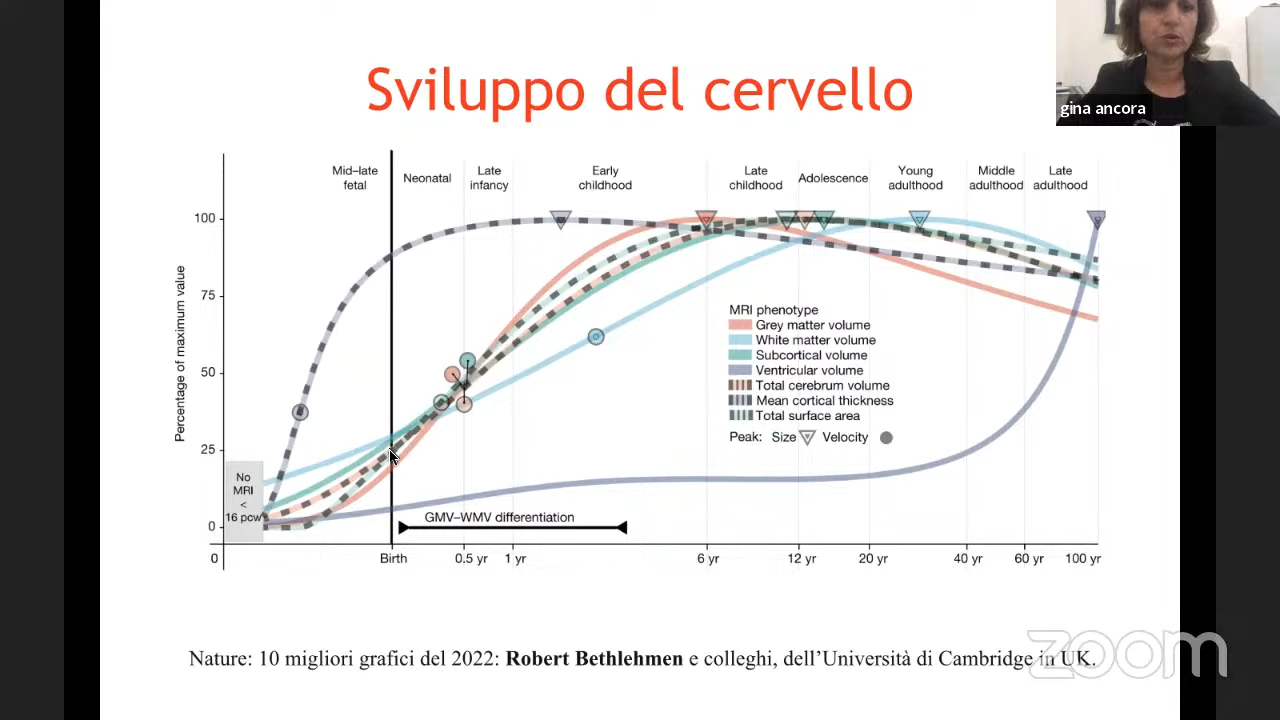 Sviluppo del cervello
gina ancora
Mid–late
fetal
Neonatal
Late
infancy
Early
childhood
Late
childhood
Adolescence
Young
adulthood
Middle
adulthood
Late
adulthood
Percentage of maximum value
100
75
50
25
0
No
MRI
<
16 pcw
MRI phenotype
Grey matter volume
White matter volume
Subcortical volume
Ventricular volume
Total cerebrum volume
Mean cortical thickness
Total surface area
Peak: Size Velocity
GMV–WMV differentiation
0 Birth 0.5 yr 1 yr 6 yr 12 yr 20 yr 40 yr 60 yr 100 yr
Nature: 10 migliori grafici del 2022: Robert Bethlehmen e colleghi, dell’Università di Cambridge in UK.
zoom